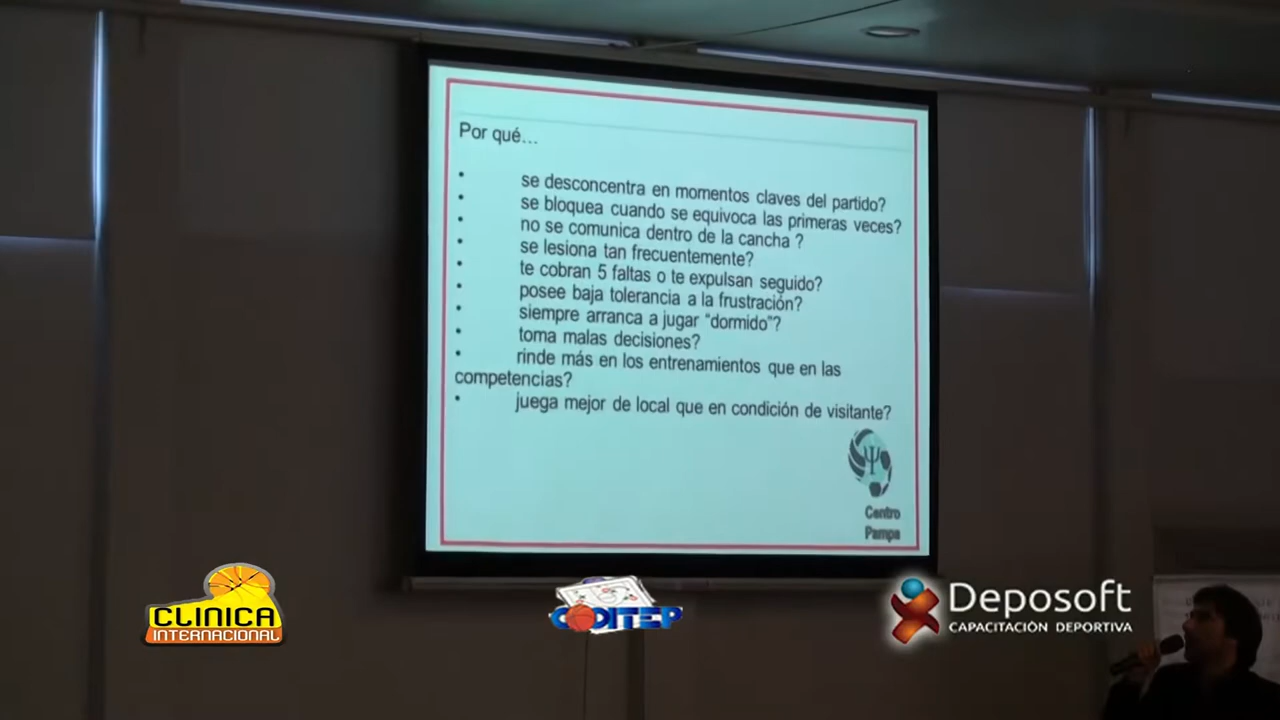 Por qué...
• se desconcentra en momentos claves del partido?
• se bloquea cuando se equivoca las primeras veces?
• no se comunica dentro de la cancha ?
• se lesiona tan frecuentemente?
• te cobran 5 faltas o te expulsan seguido?
• posee baja tolerancia a la frustración?
• siempre arranca a jugar “dormido”?
• toma malas decisiones?
• rinde más en los entrenamientos que en las
competencias?
• juega mejor de local que en condición de visitante?
Ψ
Centro
Pampa
CLINICA
INTERNACIONAL
CODITEP
Deposoft
CAPACITACIÓN DEPORTIVA